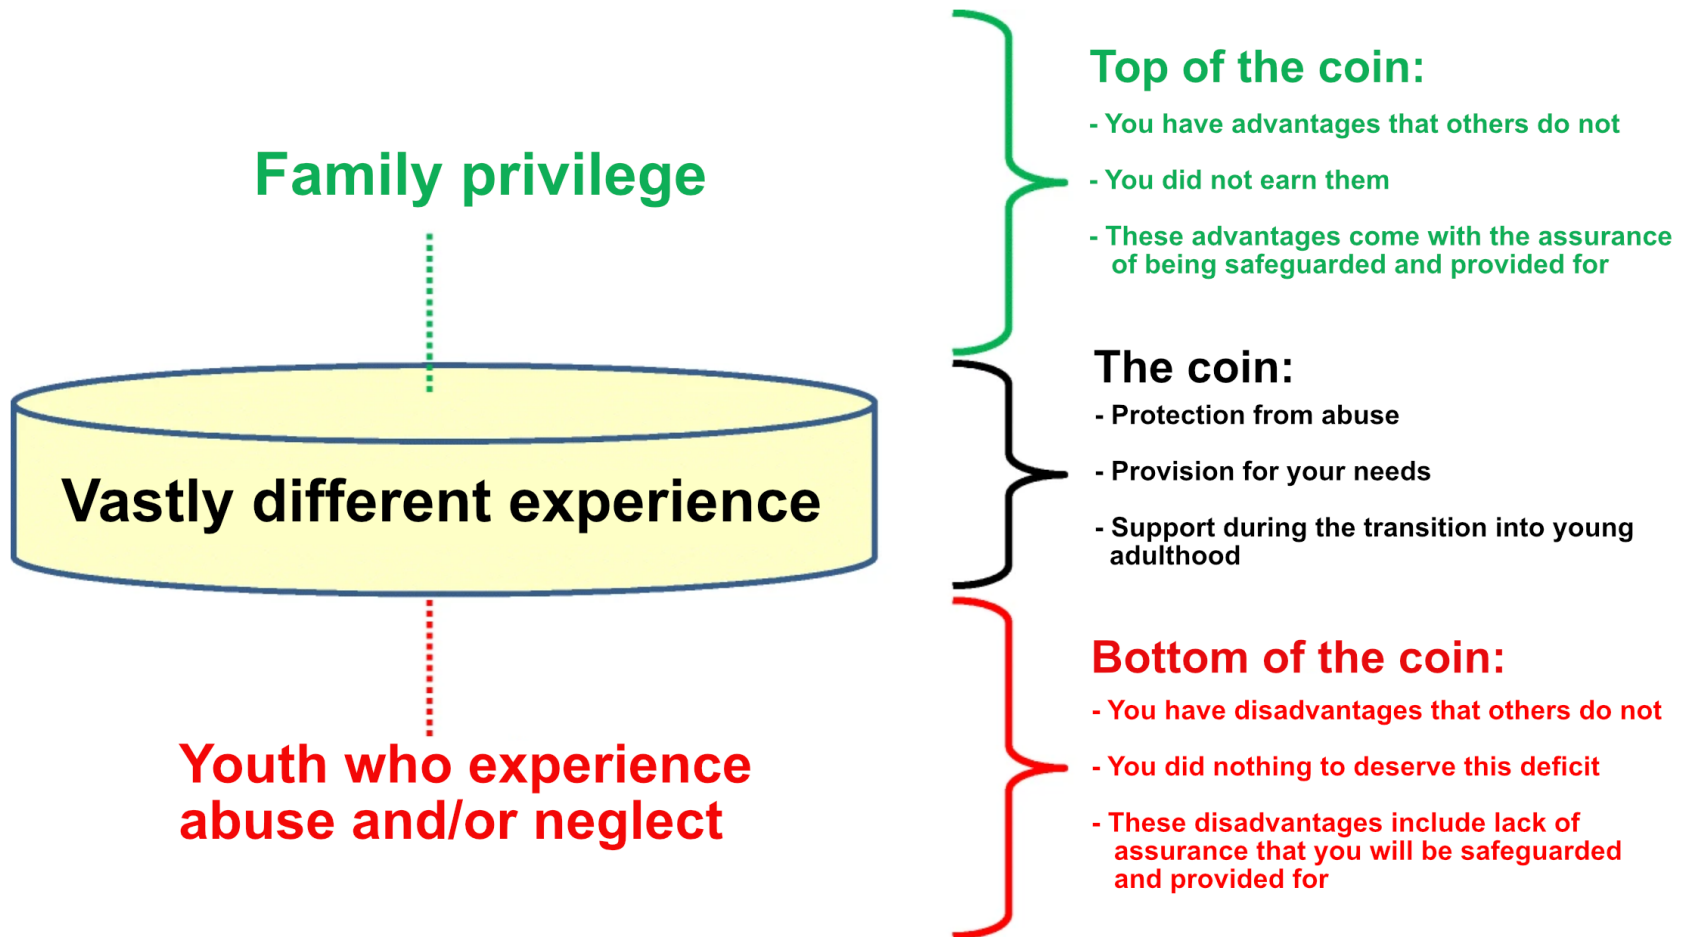 Family privilege
Vastly different experience
Youth who experience
abuse and/or neglect
Top of the coin:
- You have advantages that others do not
- You did not earn them
- These advantages come with the assurance
of being safeguarded and provided for
The coin:
- Protection from abuse
- Provision for your needs
- Support during the transition into young
adulthood
Bottom of the coin:
- You have disadvantages that others do not
- You did nothing to deserve this deficit
- These disadvantages include lack of
assurance that you will be safeguarded
and provided for